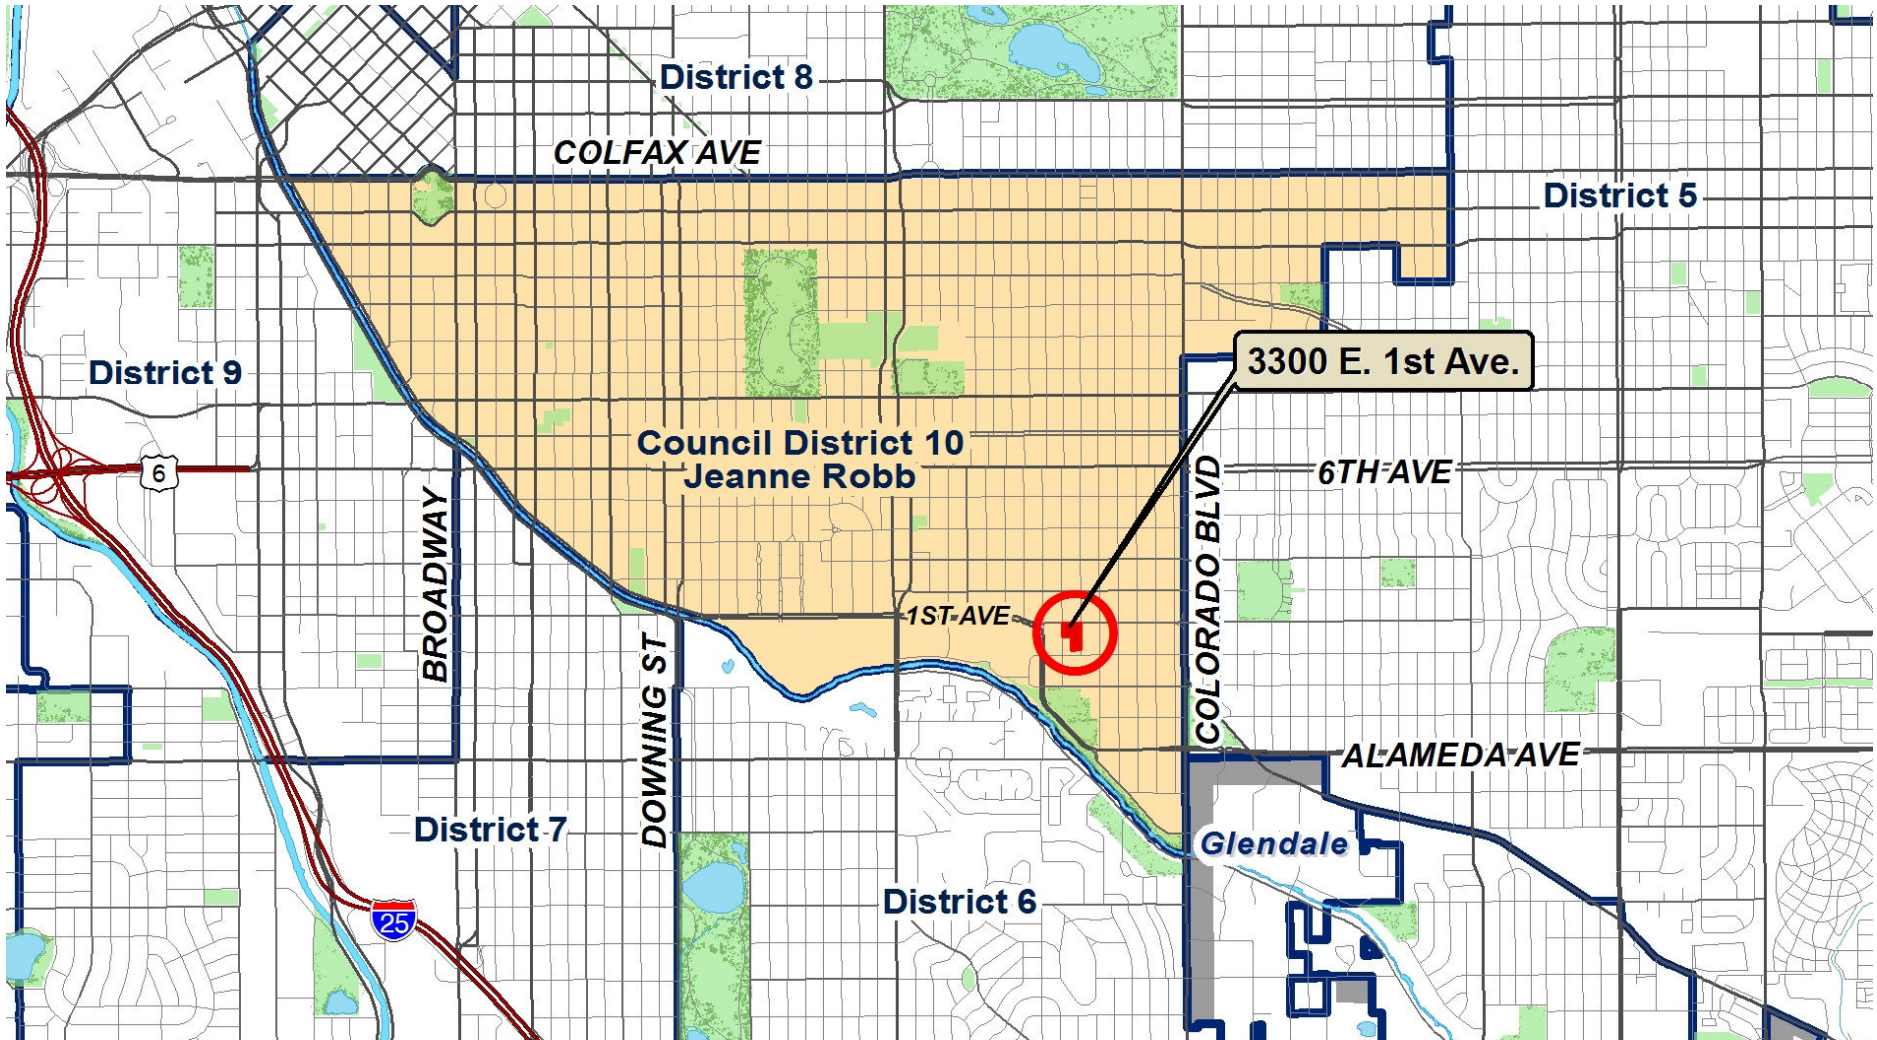 District 8
COLFAX AVE
District 5
3300 E. 1st Ave.
District 9
Council District 10
Jeanne Robb
6TH AVE
6
BROADWAY
COLORADO BLVD
1ST AVE
DOWNING ST
ALAMEDA AVE
District 7
Glendale
District 6
25